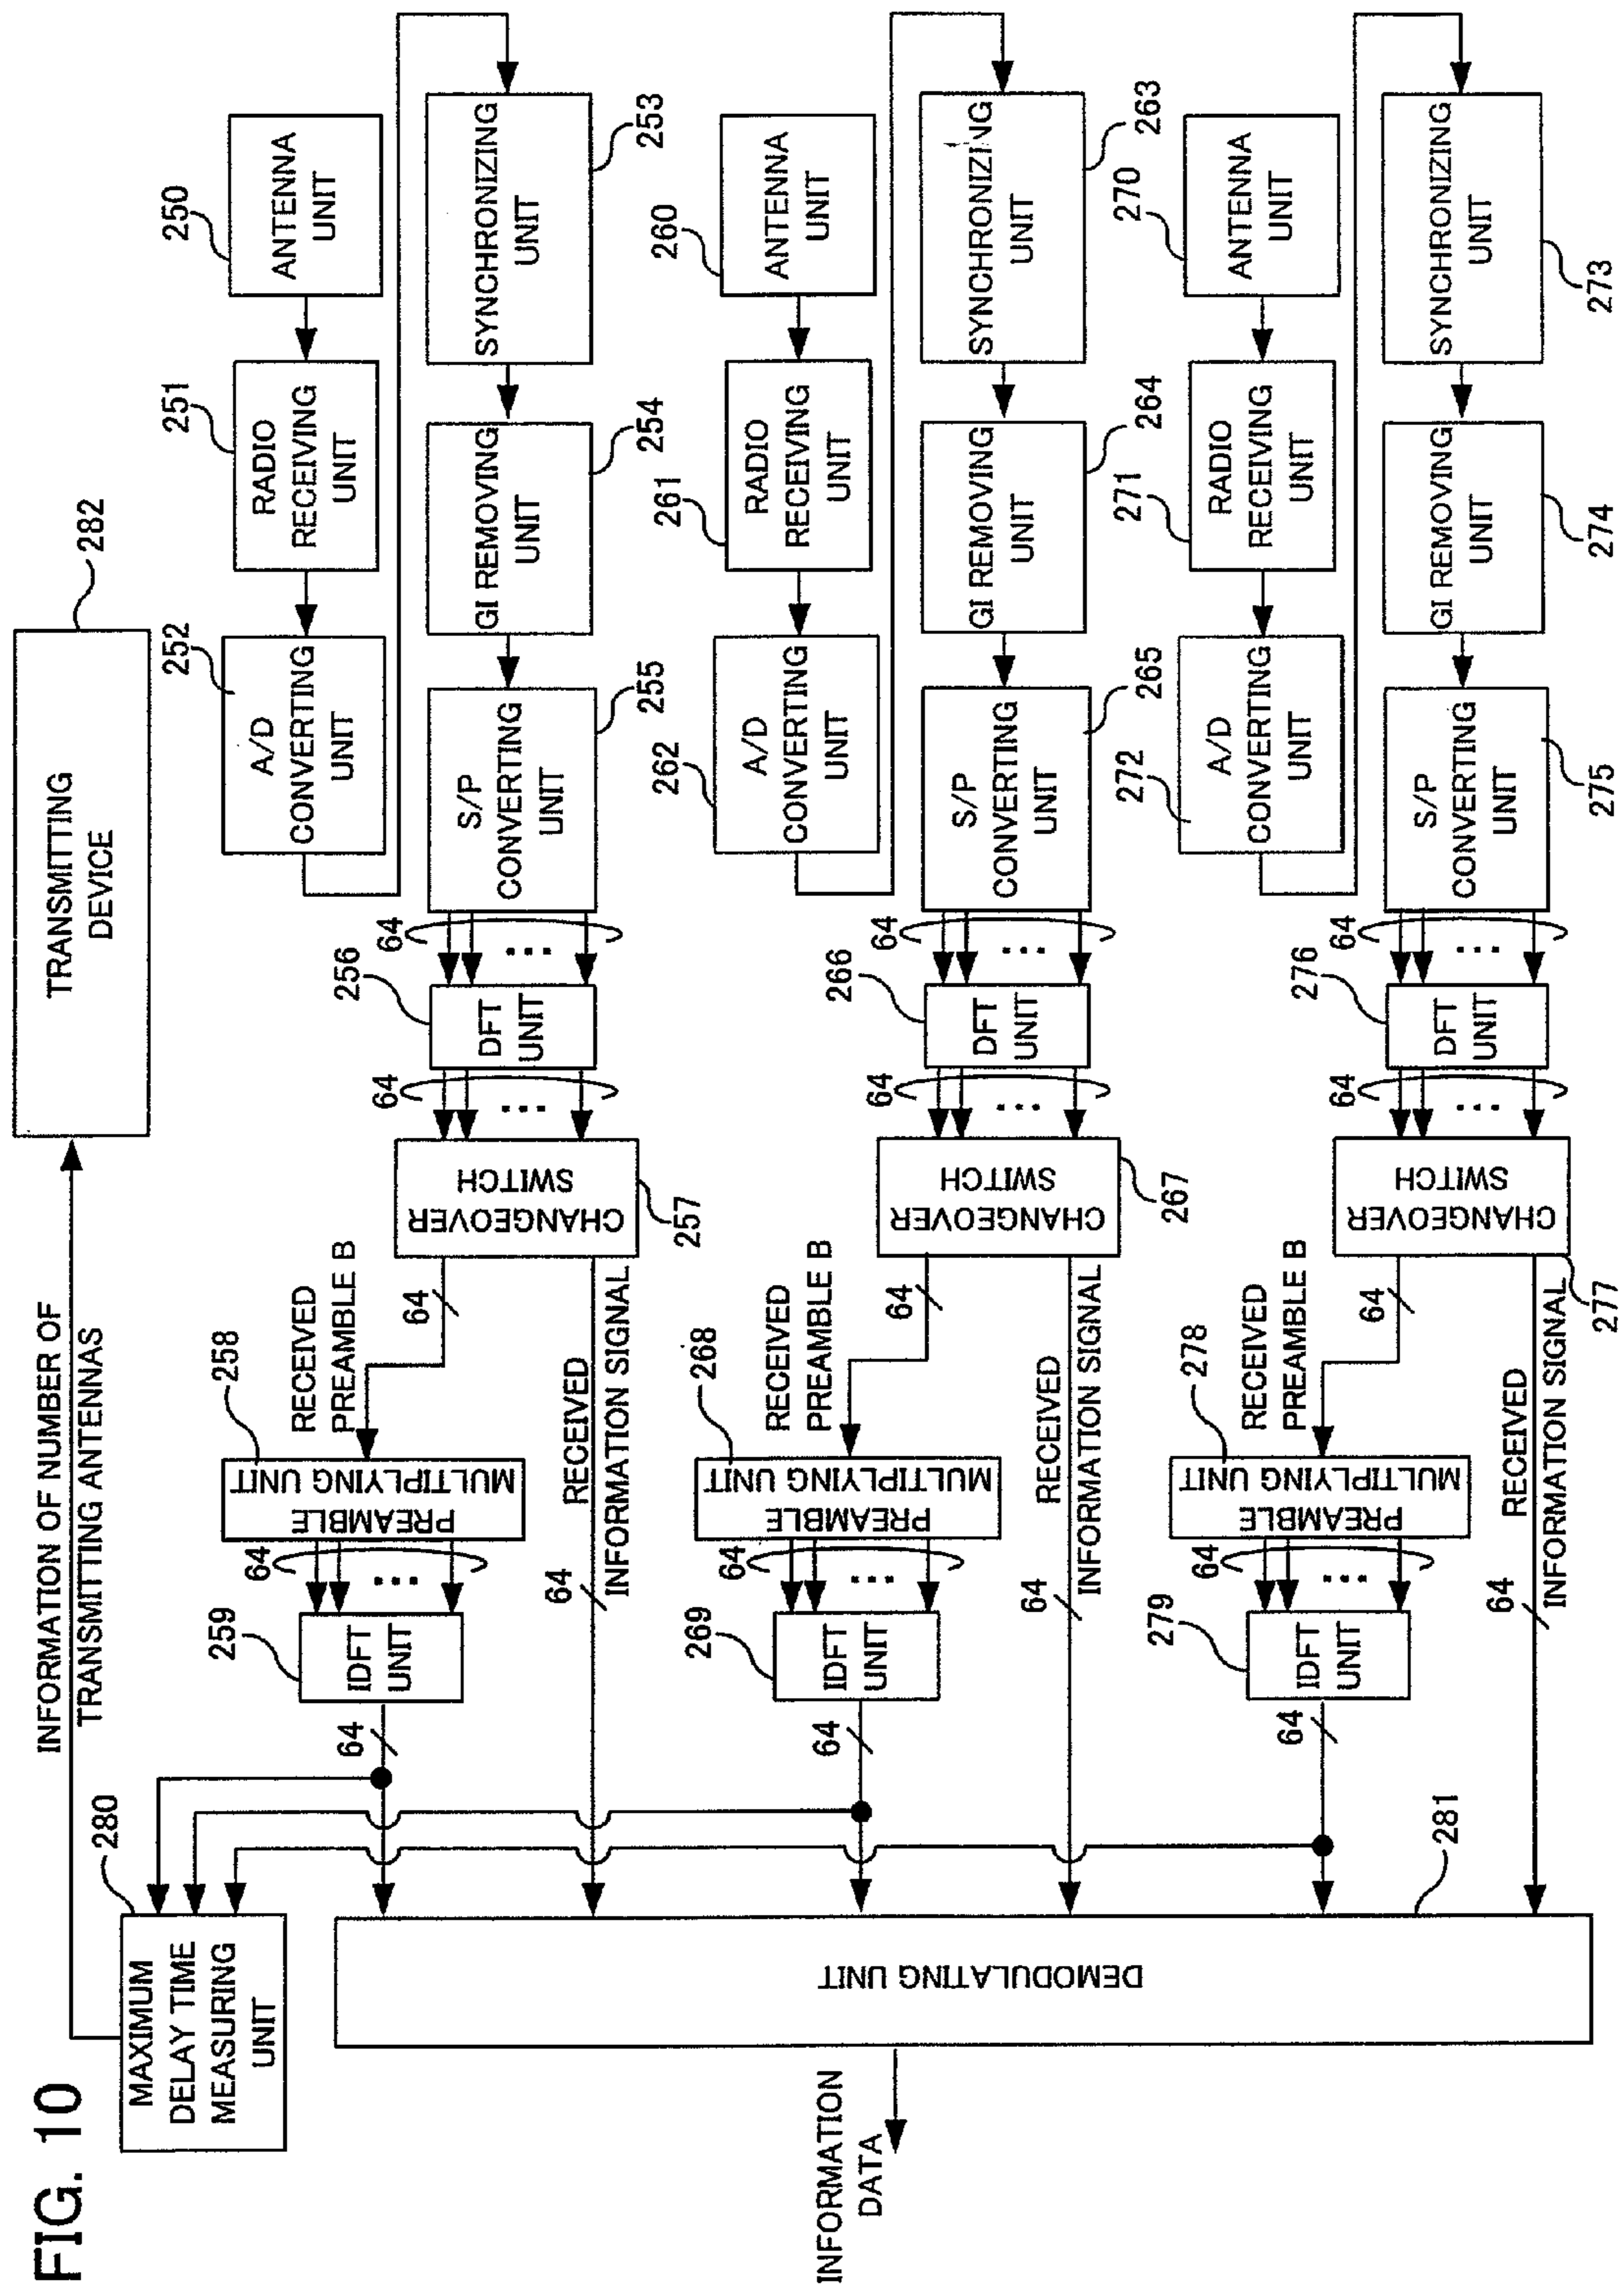 FIG. 10
INFORMATION OF NUMBER OF
TRANSMITTING ANTENNAS
TRANSMITTING
DEVICE
282
280
MAXIMUM
DELAY TIME
MEASURING
UNIT
250
ANTENNA
UNIT
251
RADIO
RECEIVING
UNIT
252
A/D
CONVERTING
UNIT
SYNCHRONIZING
UNIT
253
GI REMOVING
UNIT
254
S/P
CONVERTING
UNIT
255
64
256
DFT
UNIT
64
CHANGEOVER
SWITCH
257
RECEIVED
PREAMBLE B
64
258
PREAMBLE
MULTIPLYING UNIT
64
259
IDFT
UNIT
64
RECEIVED
INFORMATION SIGNAL
64
260
ANTENNA
UNIT
261
RADIO
RECEIVING
UNIT
262
A/D
CONVERTING
UNIT
SYNCHRONIZING
UNIT
263
GI REMOVING
UNIT
264
S/P
CONVERTING
UNIT
265
64
266
DFT
UNIT
64
CHANGEOVER
SWITCH
267
RECEIVED
PREAMBLE B
64
268
PREAMBLE
MULTIPLYING UNIT
64
269
IDFT
UNIT
64
RECEIVED
INFORMATION SIGNAL
64
270
ANTENNA
UNIT
271
RADIO
RECEIVING
UNIT
272
A/D
CONVERTING
UNIT
SYNCHRONIZING
UNIT
273
GI REMOVING
UNIT
274
S/P
CONVERTING
UNIT
275
64
276
DFT
UNIT
64
CHANGEOVER
SWITCH
277
RECEIVED
PREAMBLE B
64
278
PREAMBLE
MULTIPLYING UNIT
64
279
IDFT
UNIT
64
RECEIVED
INFORMATION SIGNAL
64
281
DEMODULATING UNIT
INFORMATION
DATA